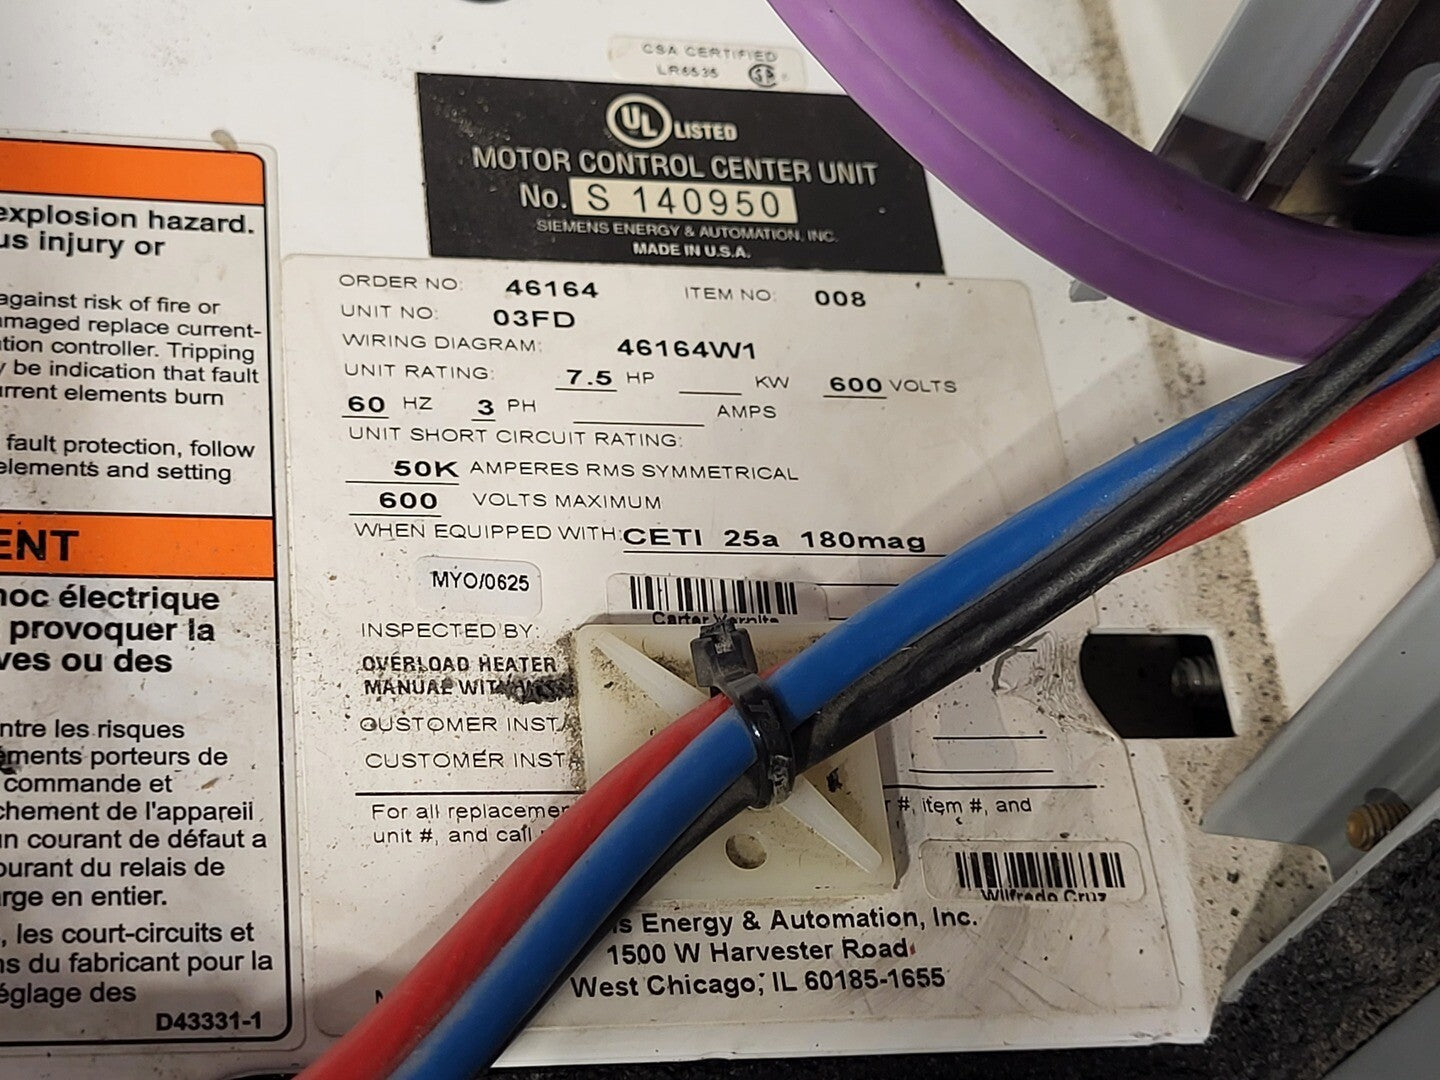 CSA CERTIFIED
LR6535
UL LISTED
MOTOR CONTROL CENTER UNIT
No. S 140950
SIEMENS ENERGY & AUTOMATION, INC.
MADE IN U.S.A.
explosion hazard.
us injury or
against risk of fire or
maged replace current-
tion controller. Tripping
y be indication that fault
urrent elements burn
fault protection, follow
elements and setting
ENT
hoc électrique
provoquer la
ves ou des
ntre les risques
éments porteurs de
commande et
chement de l'appareil
un courant de défaut a
ourant du relais de
arge en entier.
, les court-circuits et
ns du fabricant pour la
églage des
D43331-1
ORDER NO: 46164 ITEM NO: 008
UNIT NO: 03FD
WIRING DIAGRAM: 46164W1
UNIT RATING: 7.5 HP KW 600 VOLTS
60 HZ 3 PH AMPS
UNIT SHORT CIRCUIT RATING:
50K AMPERES RMS SYMMETRICAL
600 VOLTS MAXIMUM
WHEN EQUIPPED WITH: CETI 25a 180mag
MYO/0625
Carter
INSPECTED BY:
OVERLOAD HEATER
MANUAL WITH
CUSTOMER INST
CUSTOMER INST
For all replacemen #, item #, and
unit #, and call
Wilfredo Cruz
s Energy & Automation, Inc.
1500 W Harvester Road
West Chicago, IL 60185-1655